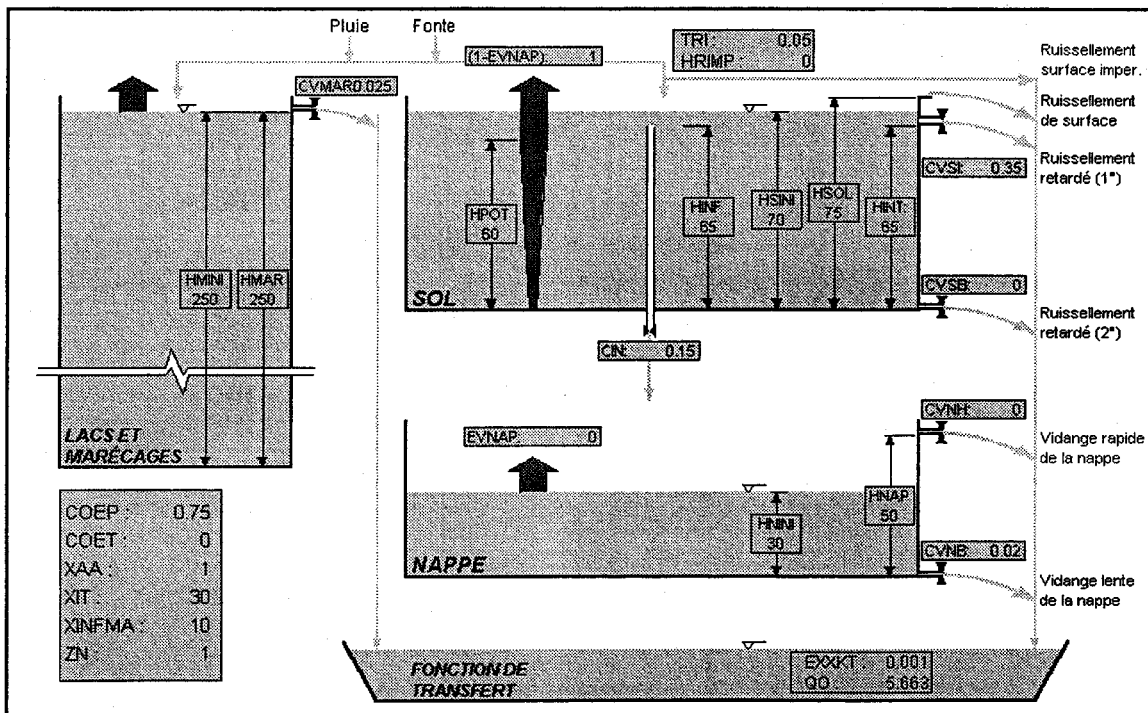 Pluie Fonte
(1-EVNAP): 1
TRI : 0.05
HRIMP : 0
Ruissellement
surface imper.
CVMAR0.025
Ruissellement
de surface
Ruissellement
retardé (1°)
CVSI: 0.35
HPOT
60
HINF
65
HSINI
70
HSOL
75
HINT:
65
HMINI
250
HMAR
250
SOL
CVSB: 0
Ruissellement
retardé (2°)
CIN: 0.15
LACS ET
MARÉCAGES
EVNAP: 0
CVNH: 0
Vidange rapide
de la nappe
HNAP
50
HNINI
30
NAPPE
CVNB: 0.02
Vidange lente
de la nappe
COEP : 0.75
COET : 0
XAA : 1
XIT : 30
XINFMA : 10
ZN : 1
FONCTION DE
TRANSFERT
EXXKT : 0.001
QO : 5.663